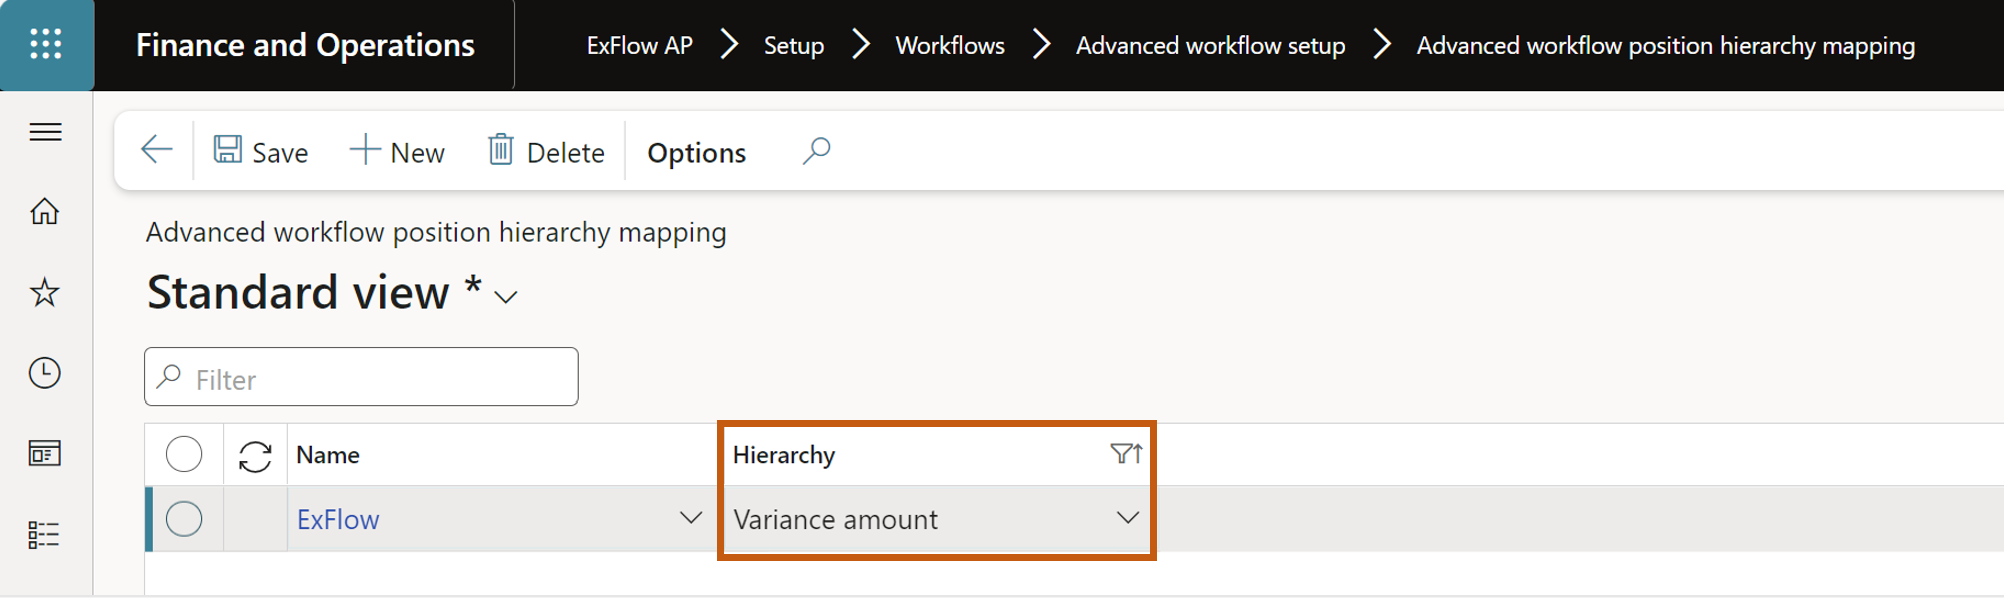 Finance and Operations
ExFlow AP > Setup > Workflows > Advanced workflow setup > Advanced workflow position hierarchy mapping
Save New Delete Options
Advanced workflow position hierarchy mapping
Standard view *
Filter
Name Hierarchy
ExFlow Variance amount